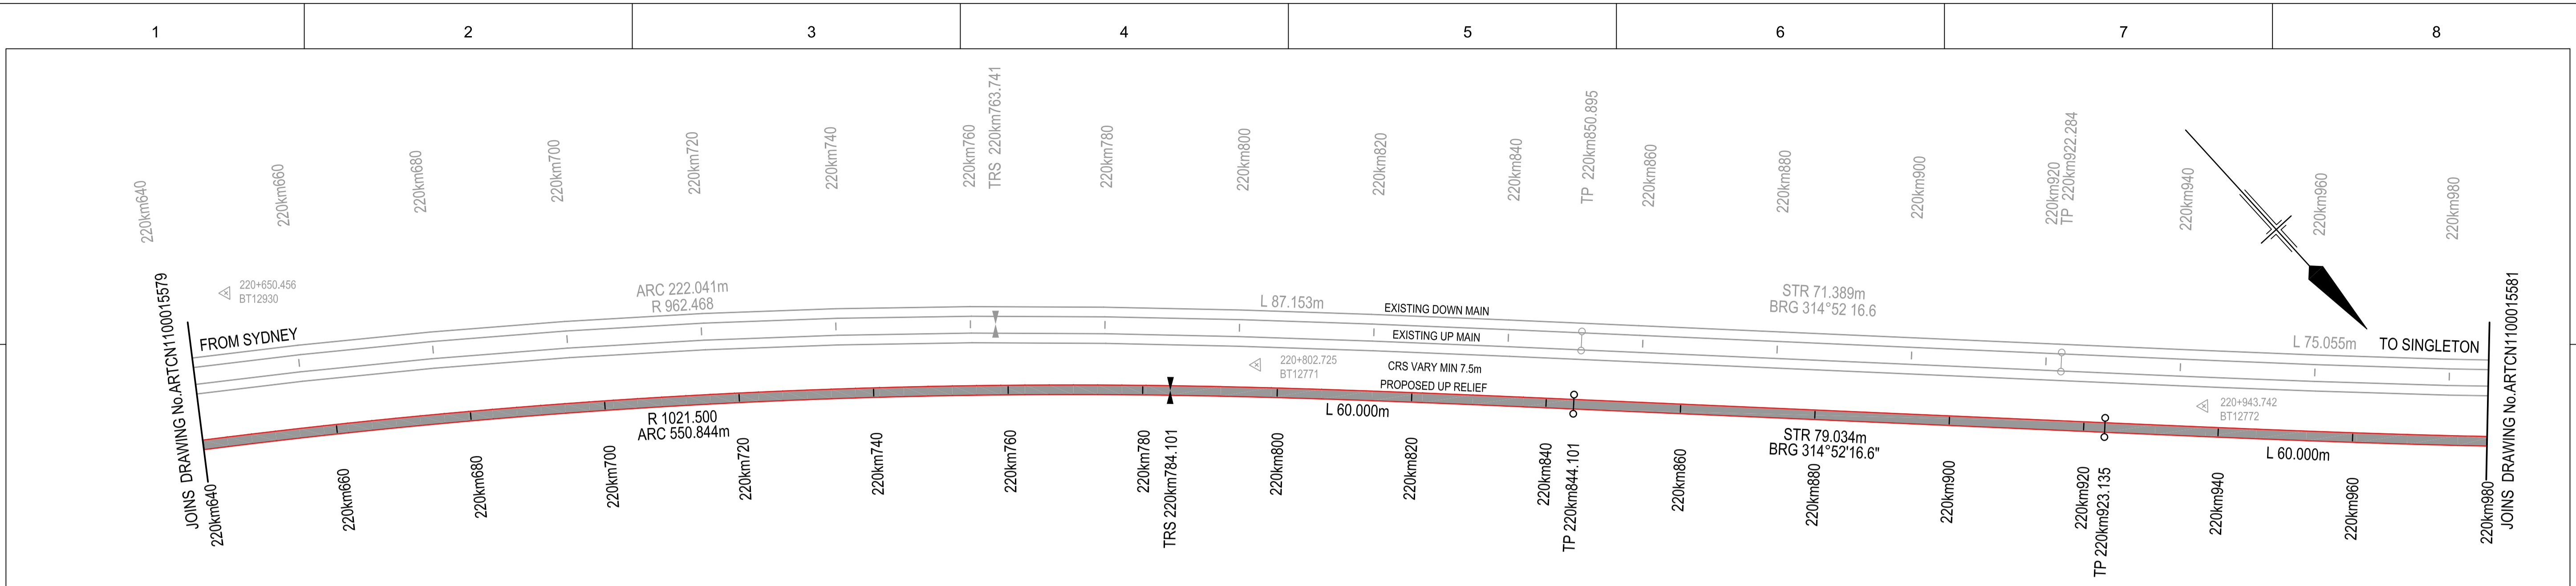 1 2 3 4 5 6 7 8
220km640
220km660
220km680
220km700
220km720
220km740
220km760
TRS 220km763.741
220km780
220km800
220km820
220km840
TP 220km850.895
220km860
220km880
220km900
220km920
TP 220km922.284
220km940
220km960
220km980
JOINS DRAWING No.ARTCN1100015579
220+650.456
BT12930
FROM SYDNEY
ARC 222.041m
R 962.468
L 87.153m
EXISTING DOWN MAIN
EXISTING UP MAIN
STR 71.389m
BRG 314°52 16.6
L 75.055m
TO SINGLETON
JOINS DRAWING No.ARTCN1100015581
220+802.725
BT12771
CRS VARY MIN 7.5m
PROPOSED UP RELIEF
220+943.742
BT12772
R 1021.500
ARC 550.844m
L 60.000m
STR 79.034m
BRG 314°52'16.6"
L 60.000m
220km640
220km660
220km680
220km700
220km720
220km740
220km760
220km780
TRS 220km784.101
220km800
220km820
220km840
TP 220km844.101
220km860
220km880
220km900
220km920
TP 220km923.135
220km940
220km960
220km980